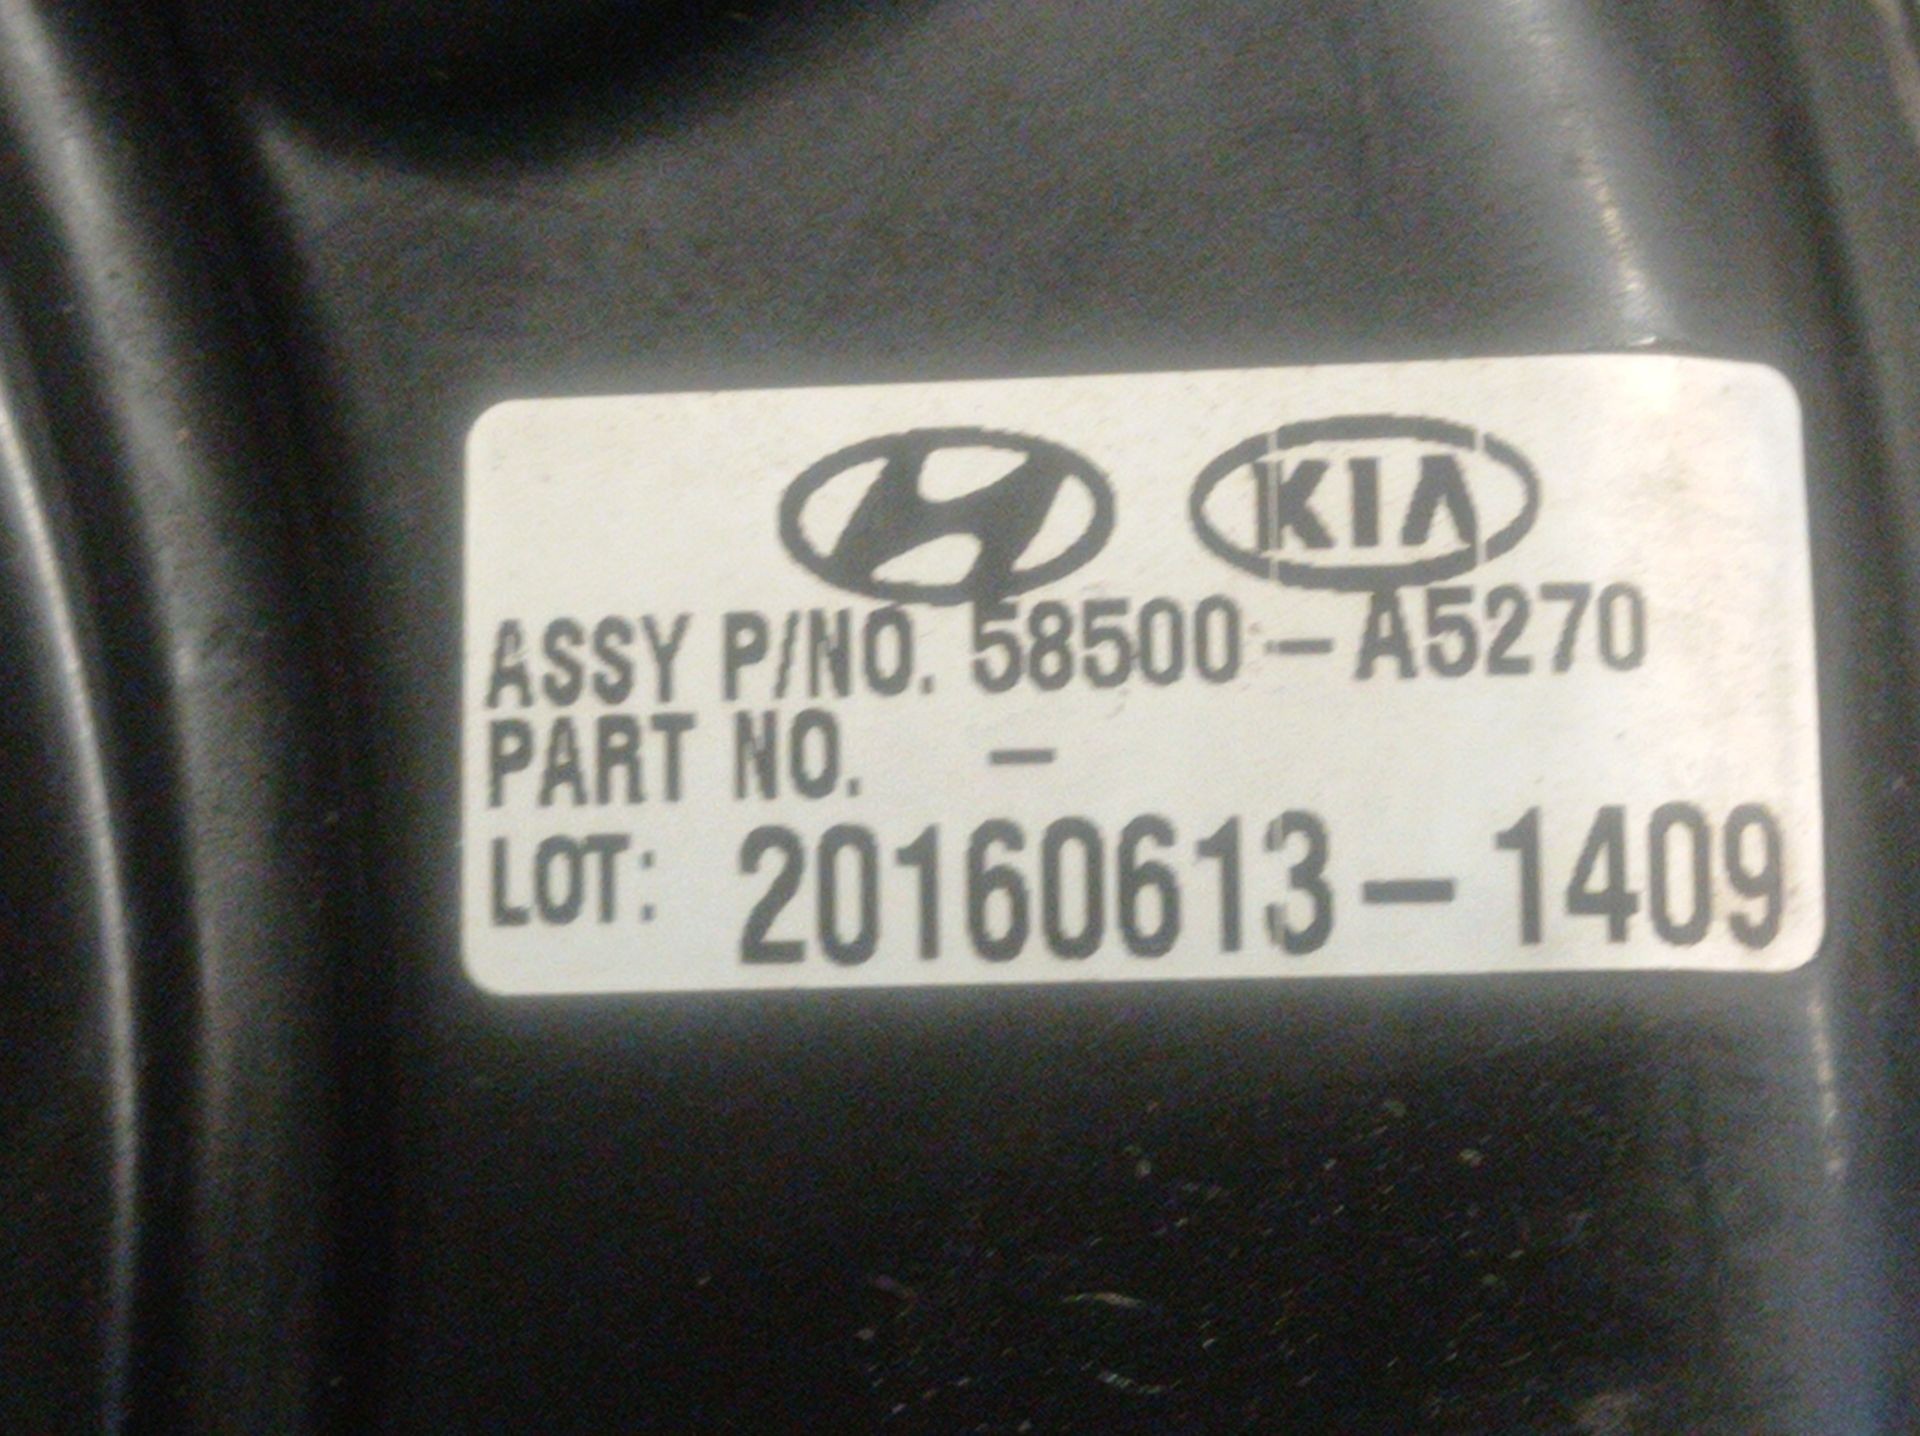 KIA
ASSY P/NO. 58500-A5270
PART NO. -
LOT: 20160613-1409